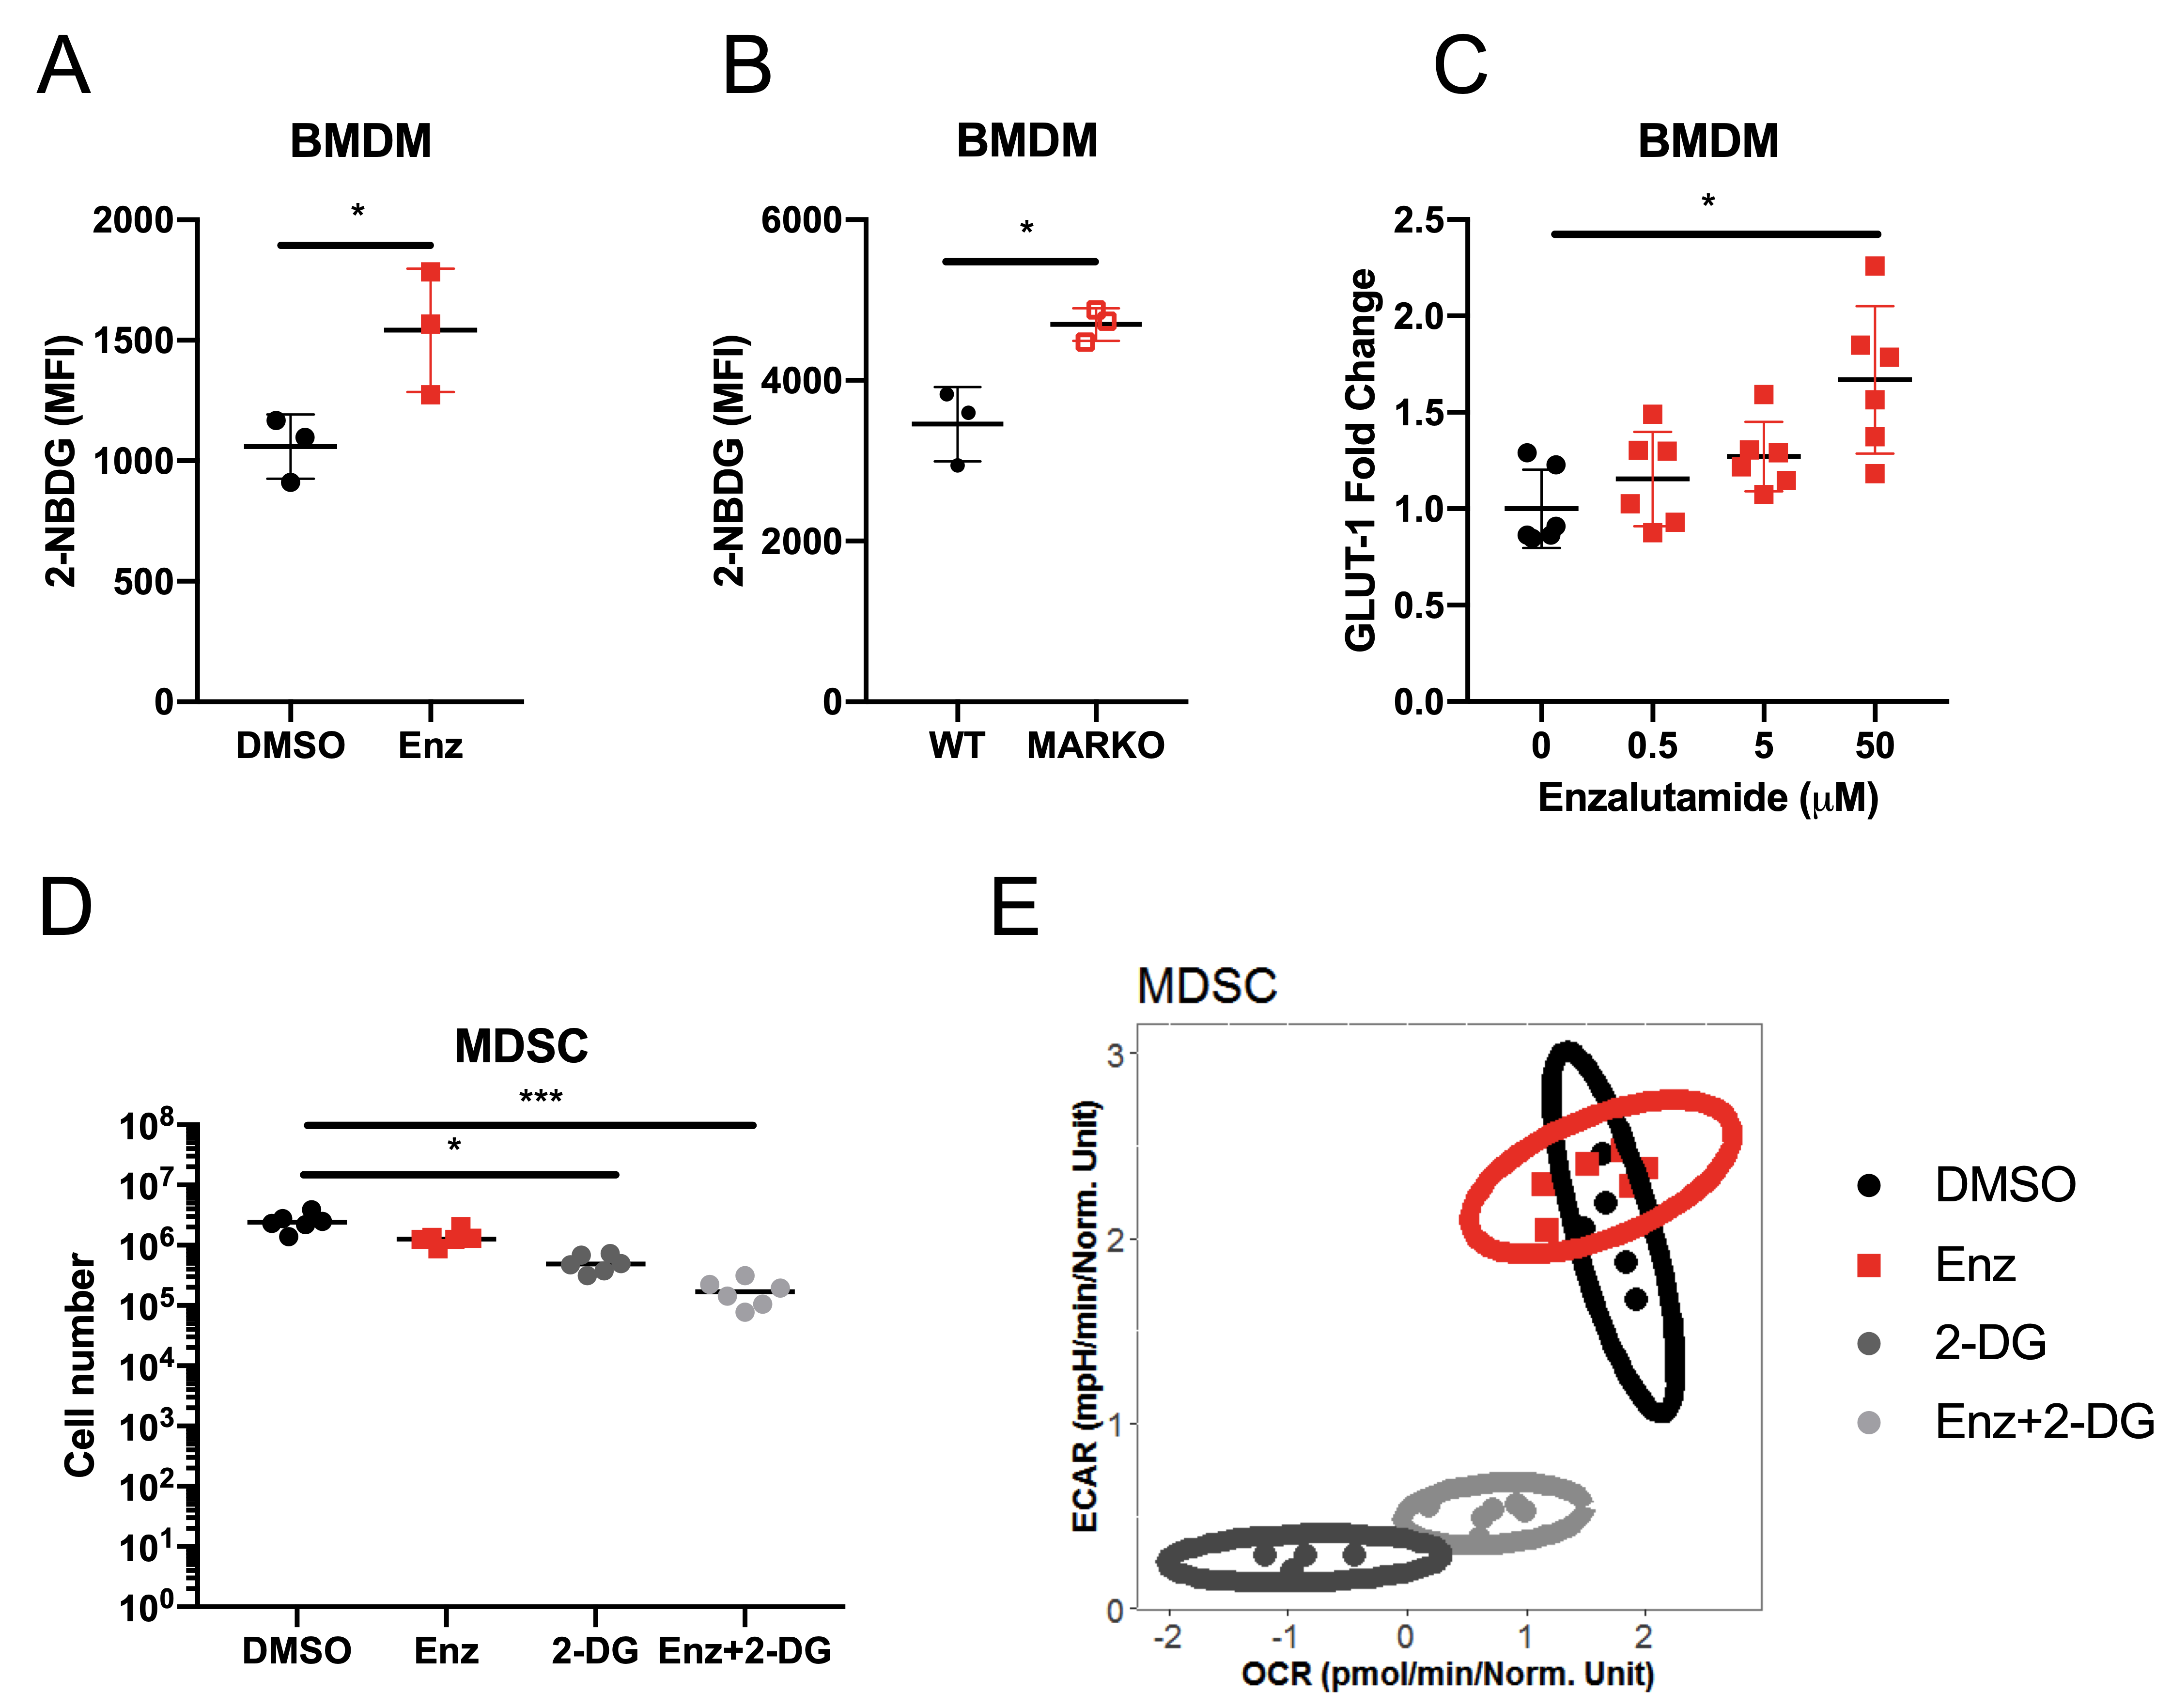 A
BMDM
*
2-NBDG (MFI)
2000
1500
1000
500
0
DMSO Enz
B
BMDM
*
2-NBDG (MFI)
6000
4000
2000
0
WT MARKO
C
BMDM
*
GLUT-1 Fold Change
2.5
2.0
1.5
1.0
0.5
0.0
0 0.5 5 50
Enzalutamide (μM)
D
MDSC
***
*
Cell number
10⁸
10⁷
10⁶
10⁵
10⁴
10³
10²
10¹
10⁰
DMSO Enz 2-DG Enz+2-DG
E
MDSC
ECAR (mpH/min/Norm. Unit)
3
2
1
0
-2 -1 0 1 2
OCR (pmol/min/Norm. Unit)
DMSO
Enz
2-DG
Enz+2-DG